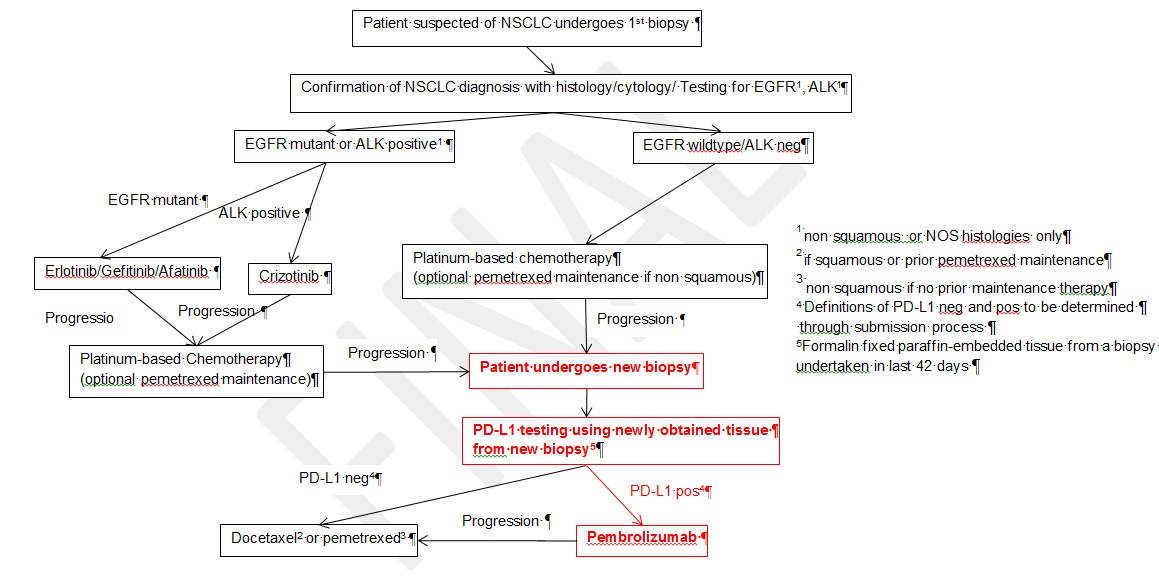 Patient suspected of NSCLC undergoes 1st biopsy ¶
Confirmation of NSCLC diagnosis with histology/cytology/ Testing for EGFR¹, ALK¹¶
EGFR mutant or ALK positive¹ ¶
EGFR wildtype/ALK neg¶
EGFR mutant ¶
ALK positive ¶
Erlotinib/Gefitinib/Afatinib ¶
Crizotinib ¶
Platinum-based chemotherapy¶
(optional pemetrexed maintenance if non squamous)¶
Progressio
Progression ¶
Progression ¶
Platinum-based Chemotherapy¶
(optional pemetrexed maintenance)¶
Progression ¶
Patient undergoes new biopsy¶
PD-L1 testing using newly obtained tissue ¶
from new biopsy⁵¶
PD-L1 neg⁴¶
PD-L1 pos⁴¶
Docetaxel² or pemetrexed³ ¶
Progression ¶
Pembrolizumab ¶
¹ non squamous or NOS histologies only¶
² if squamous or prior pemetrexed maintenance¶
³ non squamous if no prior maintenance therapy¶
⁴ Definitions of PD-L1 neg and pos to be determined ¶
through submission process ¶
⁵Formalin fixed paraffin-embedded tissue from a biopsy
undertaken in last 42 days ¶
FINAL